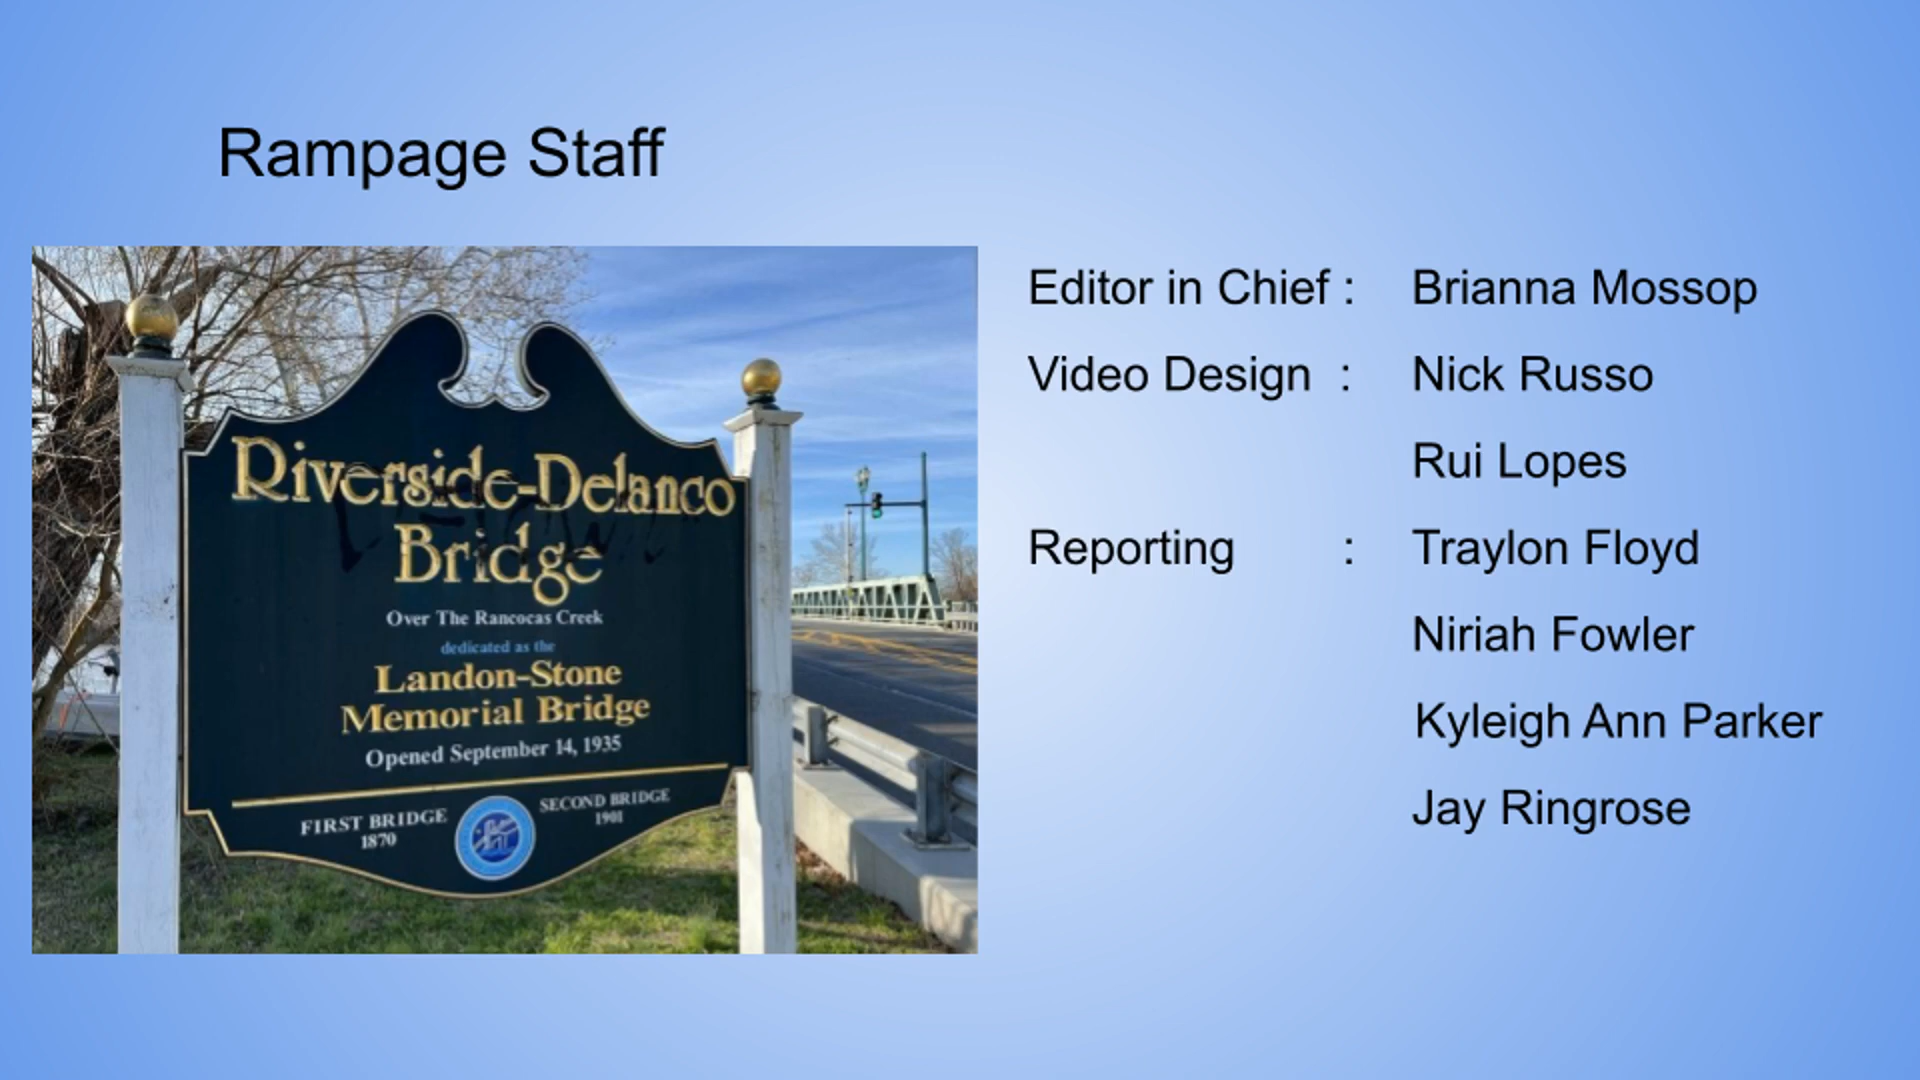 Rampage Staff
Riverside-Delanco
Bridge
Over The Rancocas Creek
dedicated as the
Landon-Stone
Memorial Bridge
Opened September 14, 1935
FIRST BRIDGE
1870
SECOND BRIDGE
1901
Editor in Chief : Brianna Mossop
Video Design : Nick Russo
Rui Lopes
Reporting : Traylon Floyd
Niriah Fowler
Kyleigh Ann Parker
Jay Ringrose